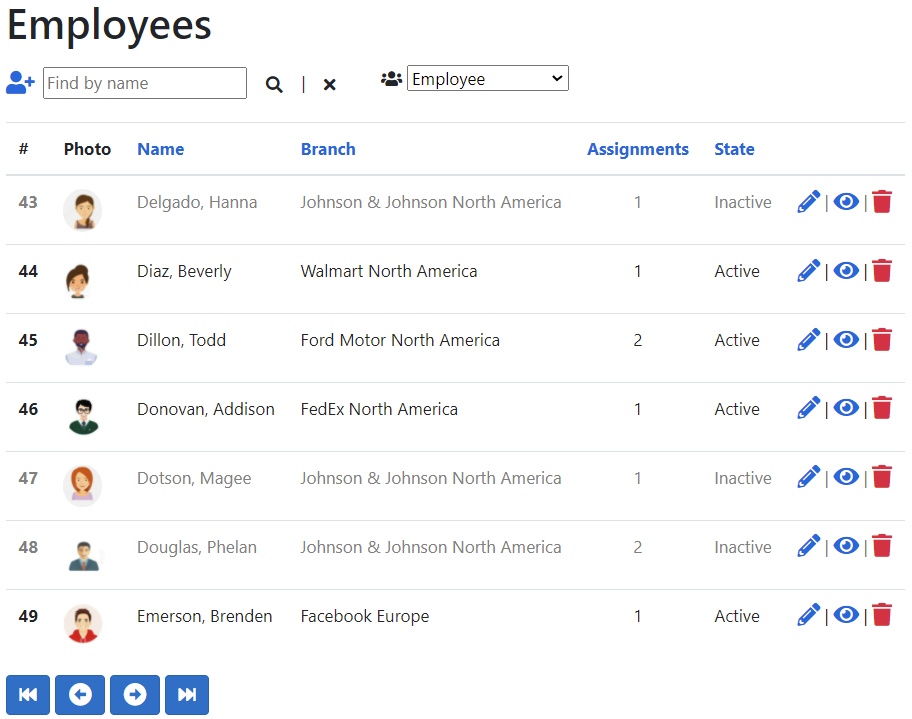 Employees
Find by name | Employee
# Photo Name Branch Assignments State
43 Delgado, Hanna Johnson & Johnson North America 1 Inactive | |
44 Diaz, Beverly Walmart North America 1 Active | |
45 Dillon, Todd Ford Motor North America 2 Active | |
46 Donovan, Addison FedEx North America 1 Active | |
47 Dotson, Magee Johnson & Johnson North America 1 Inactive | |
48 Douglas, Phelan Johnson & Johnson North America 2 Inactive | |
49 Emerson, Brenden Facebook Europe 1 Active | |